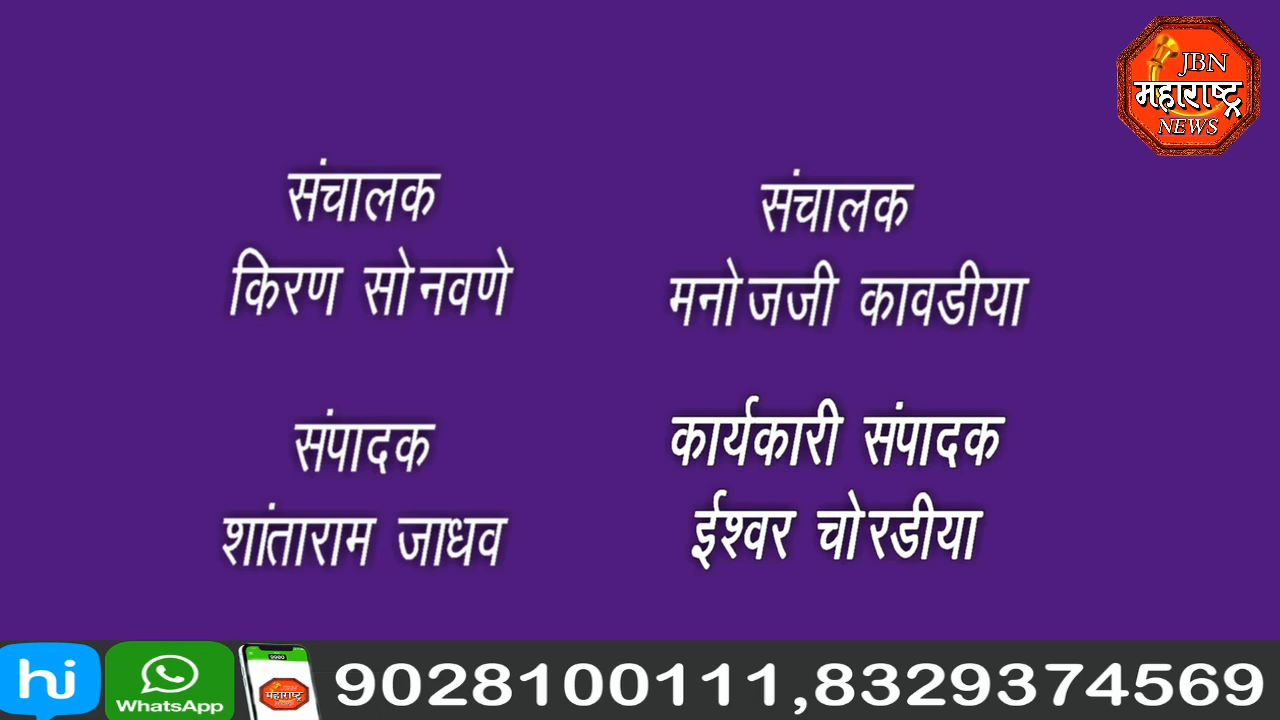 JBN
महाराष्ट्र
NEWS
संचालक
किरण सोनवणे
संचालक
मनोजजी कावडीया
संपादक
शांताराम जाधव
कार्यकारी संपादक
ईश्वर चोरडीया
hi
WhatsApp
महाराष्ट्र
9028100111,8329374569